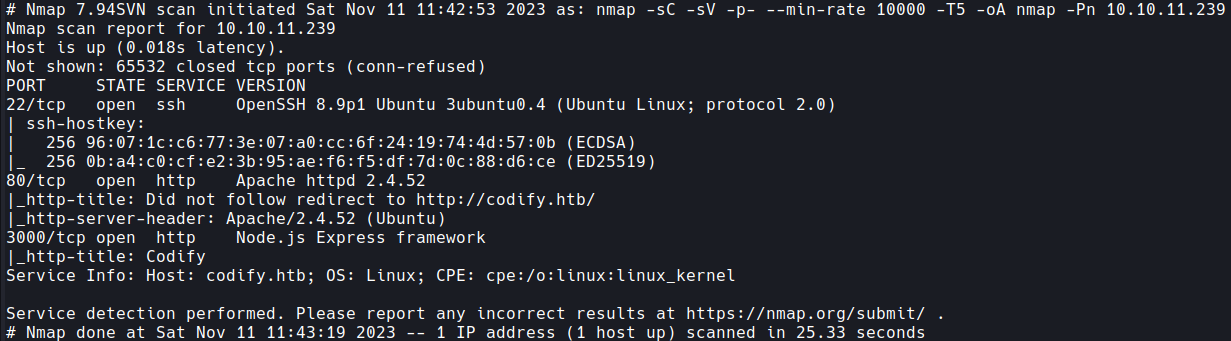 # Nmap 7.94SVN scan initiated Sat Nov 11 11:42:53 2023 as: nmap -sC -sV -p- --min-rate 10000 -T5 -oA nmap -Pn 10.10.11.239
Nmap scan report for 10.10.11.239
Host is up (0.018s latency).
Not shown: 65532 closed tcp ports (conn-refused)
PORT     STATE SERVICE VERSION
22/tcp   open  ssh     OpenSSH 8.9p1 Ubuntu 3ubuntu0.4 (Ubuntu Linux; protocol 2.0)
| ssh-hostkey:
|   256 96:07:1c:c6:77:3e:07:a0:cc:6f:24:19:74:4d:57:0b (ECDSA)
|_  256 0b:a4:c0:cf:e2:3b:95:ae:f6:f5:df:7d:0c:88:d6:ce (ED25519)
80/tcp   open  http    Apache httpd 2.4.52
|_http-title: Did not follow redirect to http://codify.htb/
|_http-server-header: Apache/2.4.52 (Ubuntu)
3000/tcp open  http    Node.js Express framework
|_http-title: Codify
Service Info: Host: codify.htb; OS: Linux; CPE: cpe:/o:linux:linux_kernel

Service detection performed. Please report any incorrect results at https://nmap.org/submit/ .
# Nmap done at Sat Nov 11 11:43:19 2023 -- 1 IP address (1 host up) scanned in 25.33 seconds